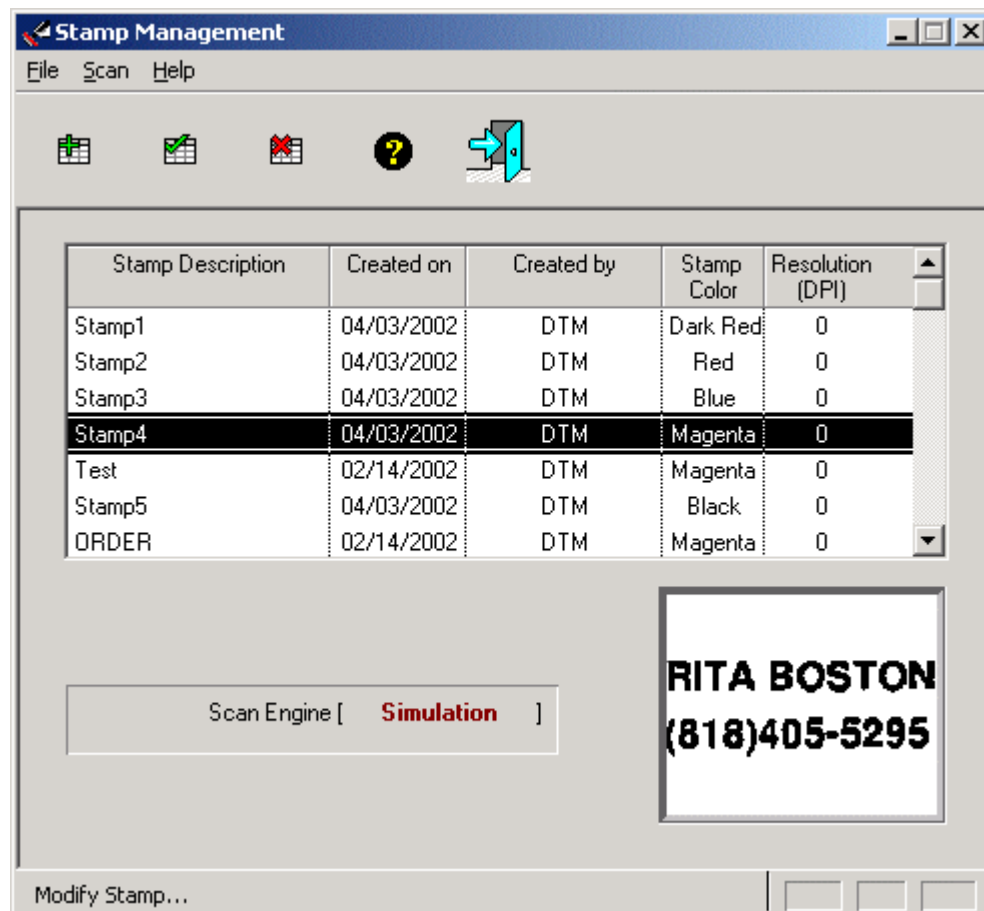 Stamp Management
File Scan Help
Stamp Description Created on Created by Stamp Color Resolution (DPI)
Stamp1 04/03/2002 DTM Dark Red 0
Stamp2 04/03/2002 DTM Red 0
Stamp3 04/03/2002 DTM Blue 0
Stamp4 04/03/2002 DTM Magenta 0
Test 02/14/2002 DTM Magenta 0
Stamp5 04/03/2002 DTM Black 0
ORDER 02/14/2002 DTM Magenta 0
Scan Engine [ Simulation ]
RITA BOSTON
(818)405-5295
Modify Stamp...